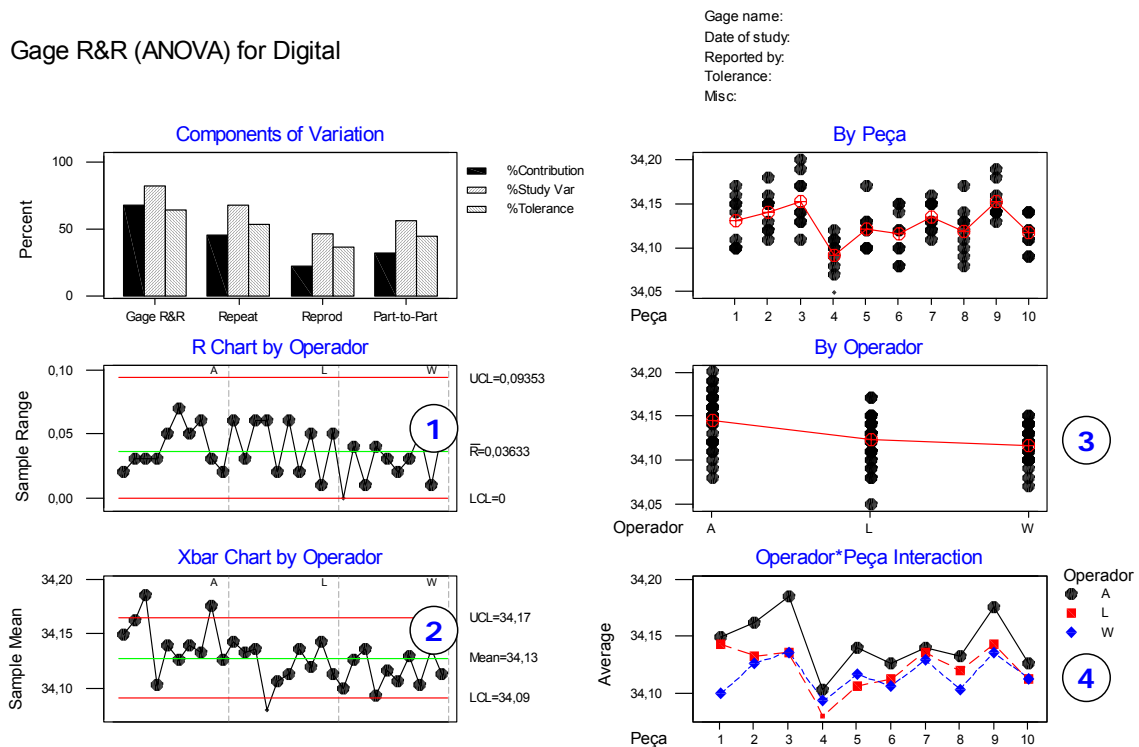 Gage R&R (ANOVA) for Digital
Gage name:
Date of study:
Reported by:
Tolerance:
Misc:
Components of Variation
100
50
0
Percent
Gage R&R Repeat Reprod Part-to-Part
%Contribution
%Study Var
%Tolerance
By Peça
34,20
34,15
34,10
34,05
Peça 1 2 3 4 5 6 7 8 9 10
R Chart by Operador
0,10
0,05
0,00
Sample Range
A L W
UCL=0,09353
R=0,03633
LCL=0
1
By Operador
34,20
34,15
34,10
34,05
Operador A L W
3
Xbar Chart by Operador
34,20
34,15
34,10
Sample Mean
A L W
UCL=34,17
Mean=34,13
LCL=34,09
2
Operador*Peça Interaction
34,20
34,15
34,10
Average
Peça 1 2 3 4 5 6 7 8 9 10
Operador
A
L
W
4